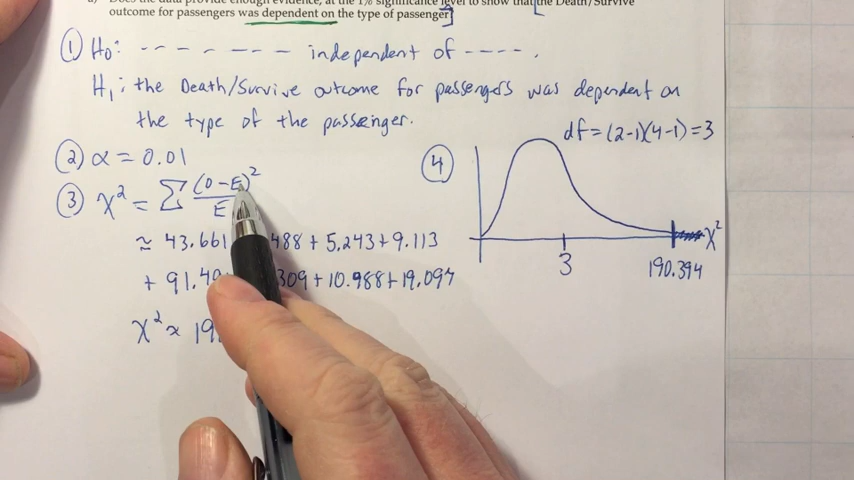 a) Does the data provide enough evidence, at the 1% significance level to show that the Death/Survive
outcome for passengers was dependent on the type of passenger
① H₀: - - - - - - - independent of - - - - .
H₁: the Death/Survive outcome for passengers was dependent on
the type of the passenger.
② α = 0.01
③ χ² = Σ (O - E)² / E
≈ 43.661 488 + 5.243 + 9.113
+ 91.49 309 + 10.988 + 19.097
χ² ≈ 19
④ df = (2-1)(4-1) = 3
χ²
3
190.394